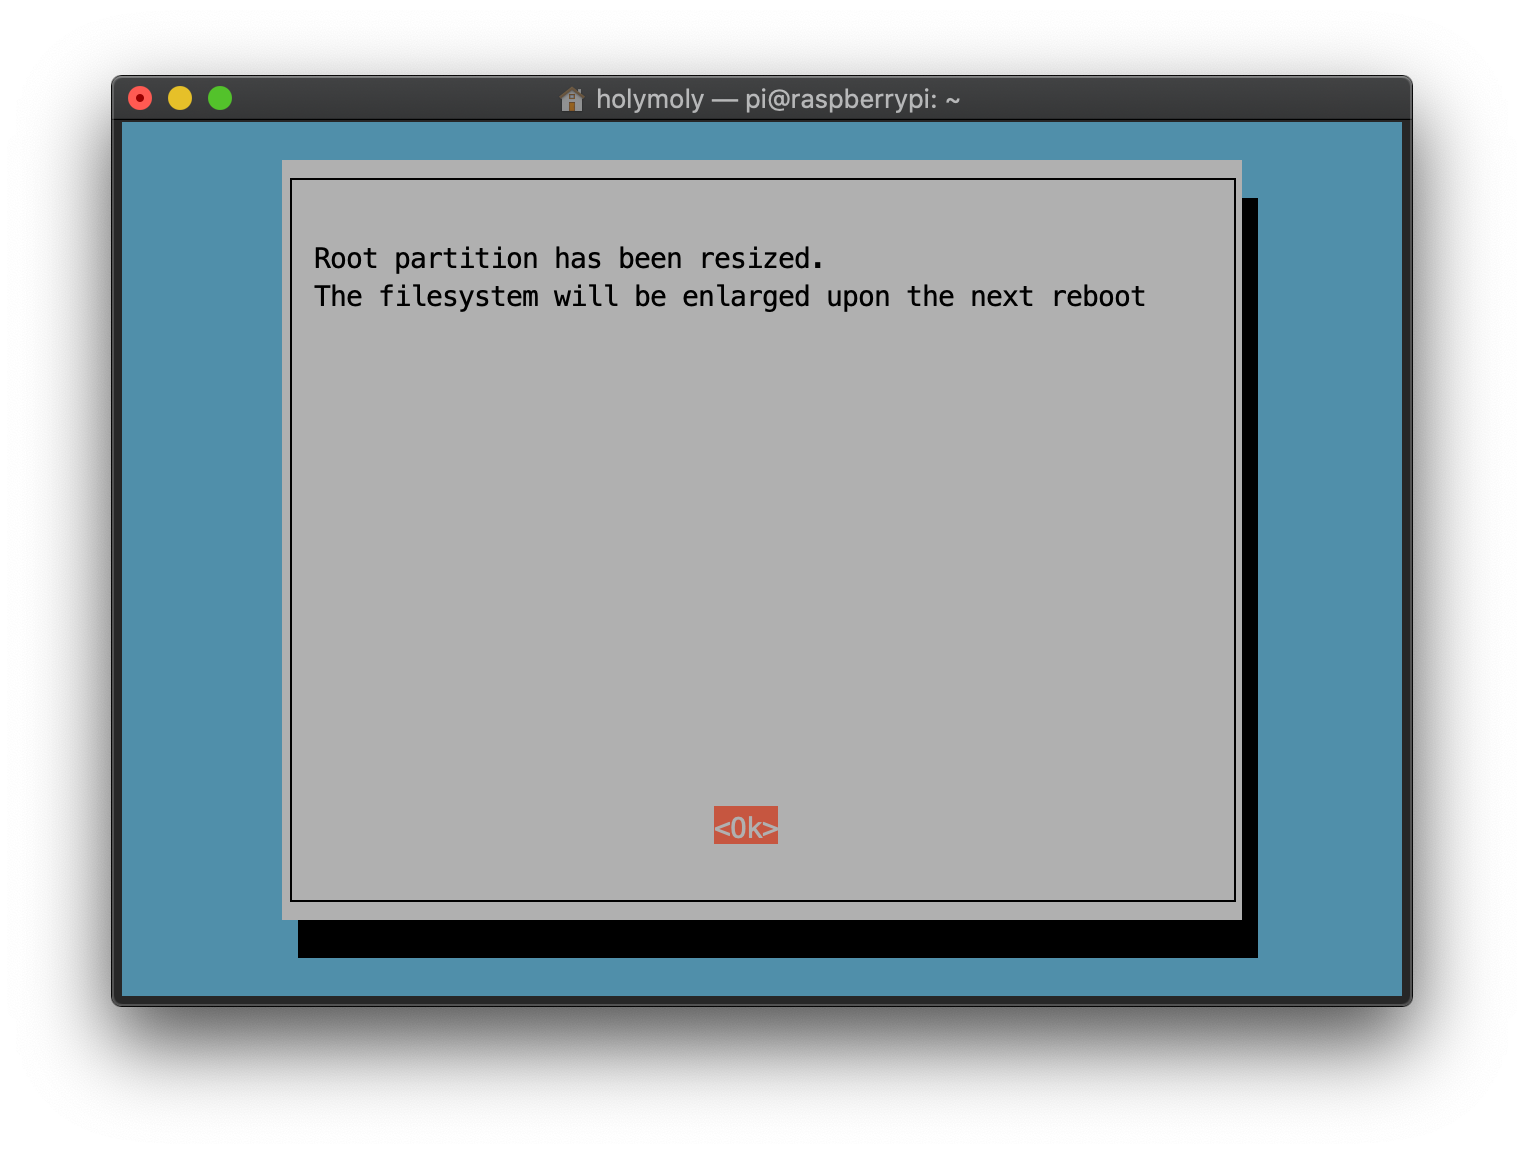 holymoly — pi@raspberrypi: ~
Root partition has been resized.
The filesystem will be enlarged upon the next reboot
<Ok>